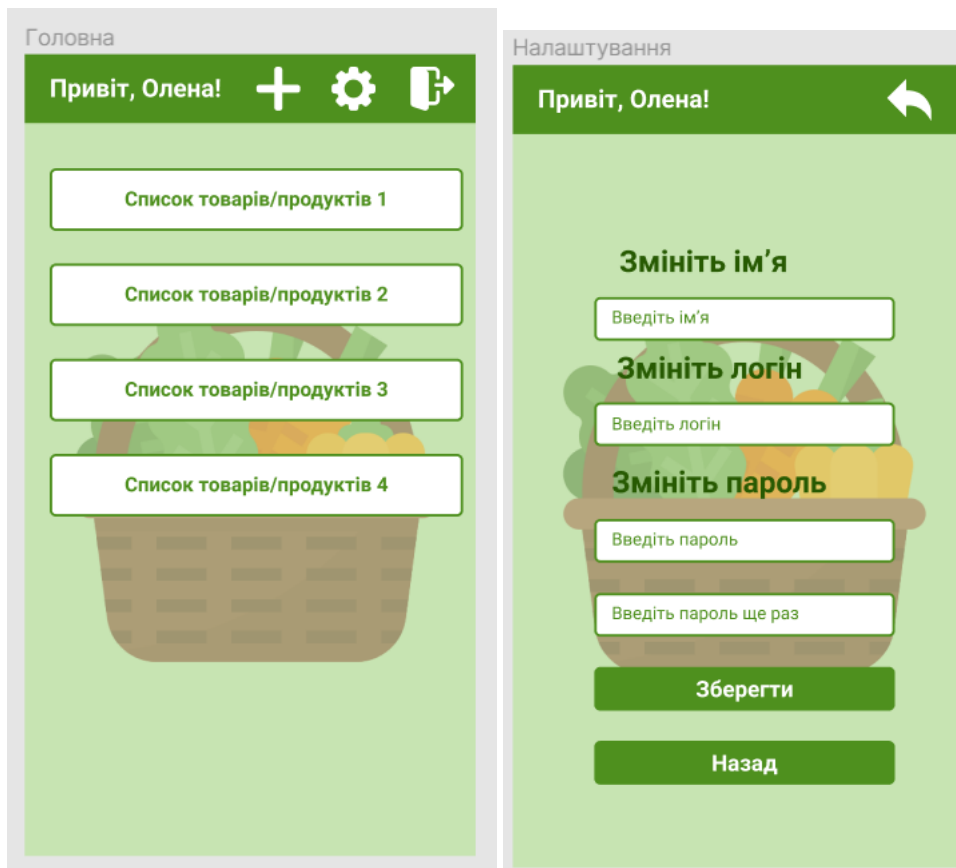 Головна
Привіт, Олена!
Список товарів/продуктів 1
Список товарів/продуктів 2
Список товарів/продуктів 3
Список товарів/продуктів 4
Налаштування
Привіт, Олена!
Змініть ім’я
Введіть ім’я
Змініть логін
Введіть логін
Змініть пароль
Введіть пароль
Введіть пароль ще раз
Зберегти
Назад